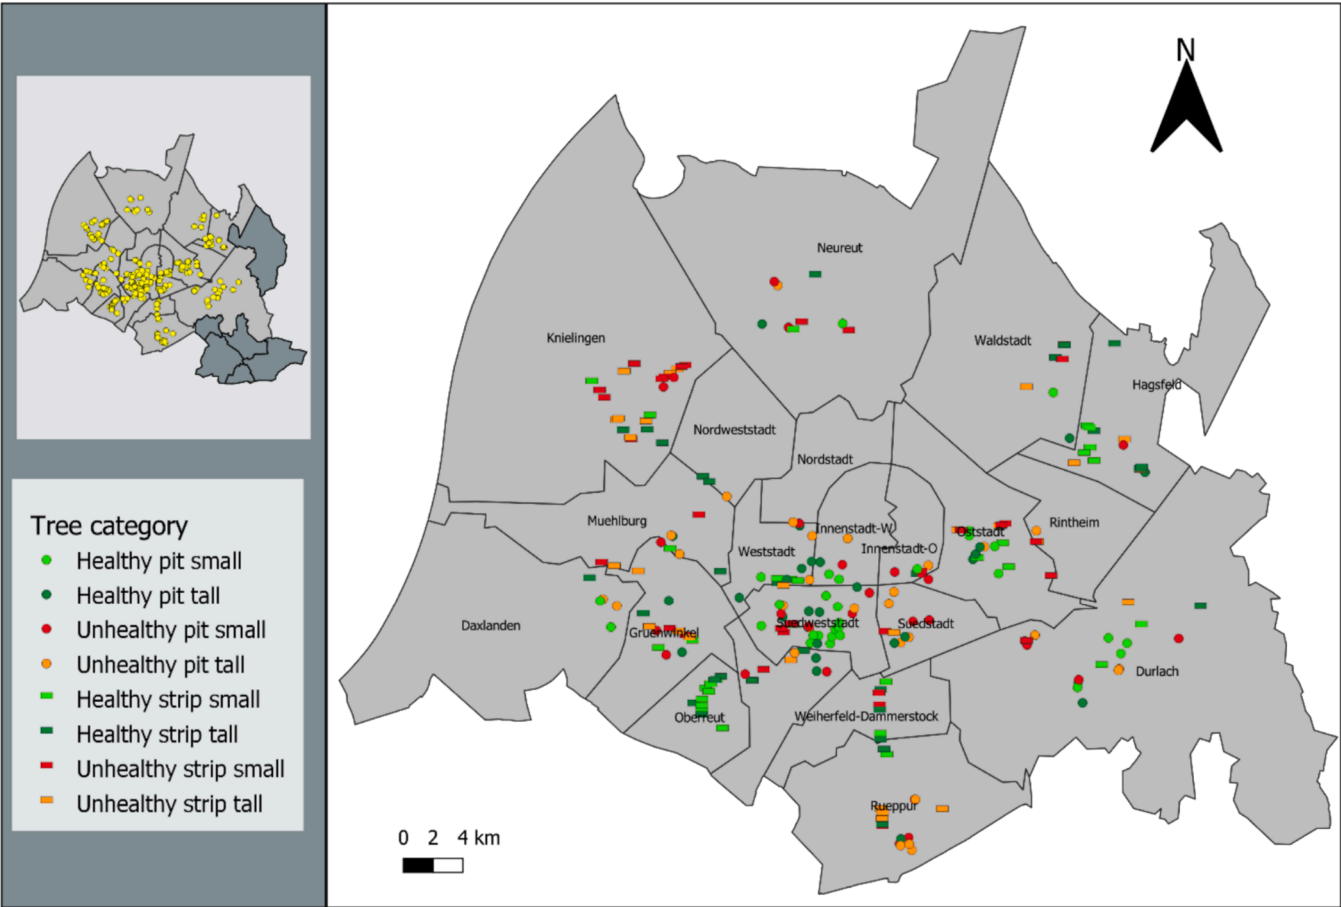 Tree category
Healthy pit small
Healthy pit tall
Unhealthy pit small
Unhealthy pit tall
Healthy strip small
Healthy strip tall
Unhealthy strip small
Unhealthy strip tall
N
Neureut
Knielingen
Waldstadt
Hagsfeld
Nordweststadt
Nordstadt
Muehlburg
Innenstadt-W
Oststadt
Rintheim
Weststadt
Innenstadt-O
Daxlanden
Gruenwinkel
Suedweststadt
Suedstadt
Durlach
Oberreut
Weiherfeld-Dammerstock
Rueppur
0 2 4 km